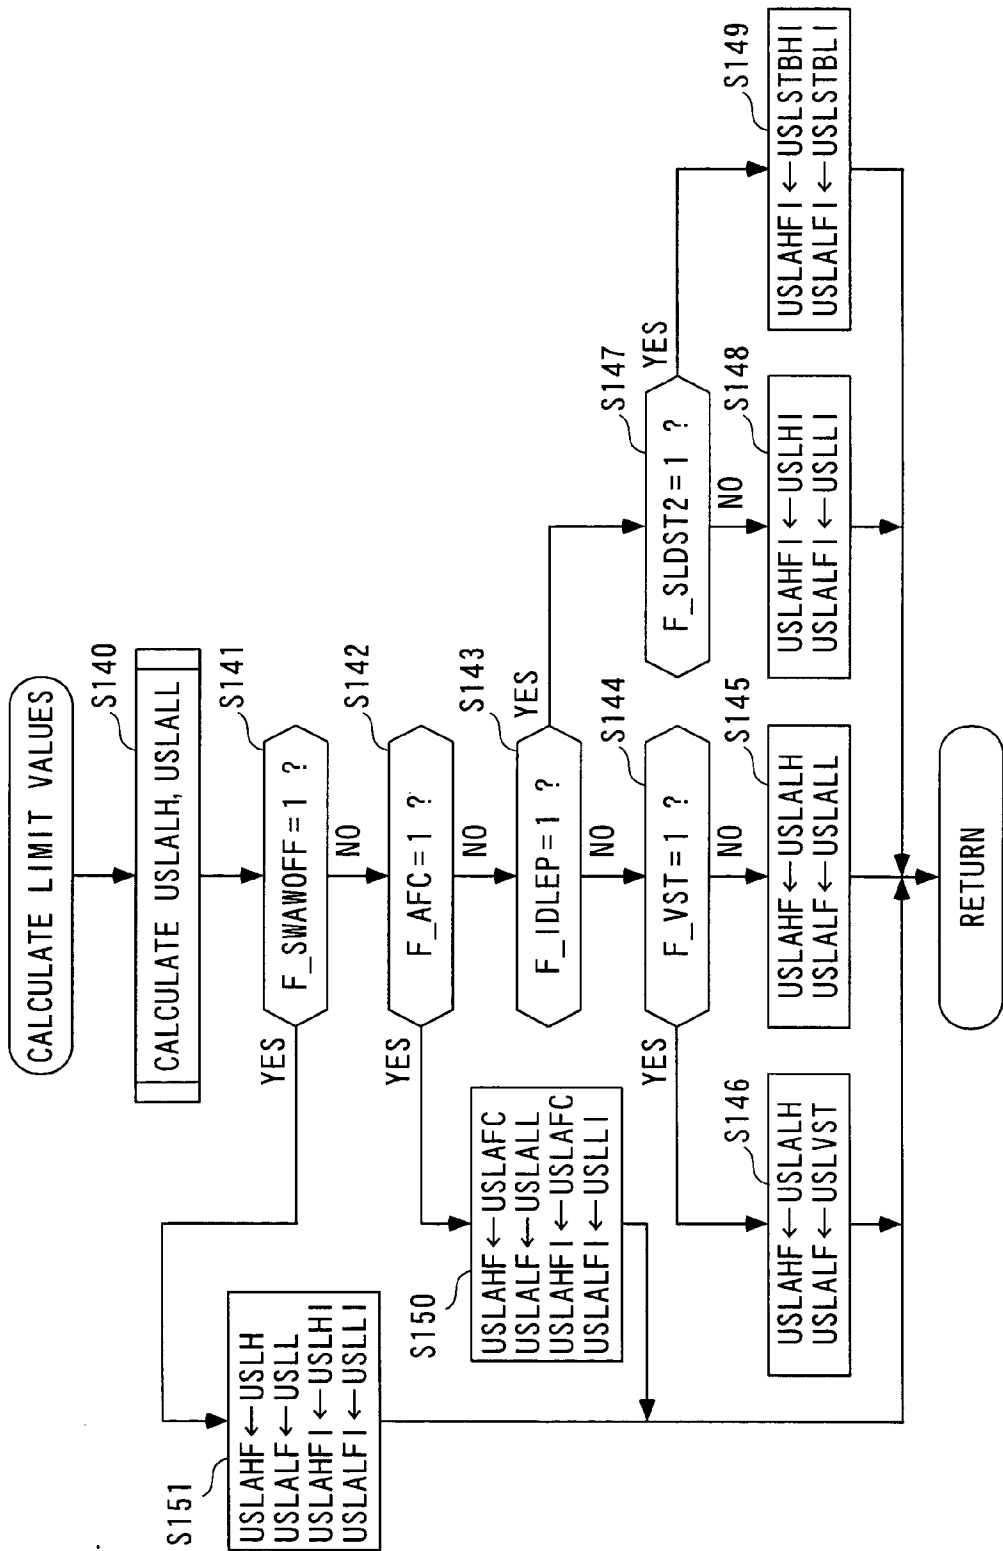 CALCULATE LIMIT VALUES
S140
CALCULATE USLALH, USLALL
S141
F_SWAWOFF=1 ?
YES
NO
S151
USLAHF←USLH
USLALF←USLL
USLAHFI←USLHI
USLALFI←USLLI
S142
F_AFC=1 ?
YES
NO
S150
USLAHF←USLAFC
USLALF←USLALL
USLAHFI←USLAFC
USLALFI←USLLI
S143
F_IDLEP=1 ?
YES
NO
S144
F_VST=1 ?
YES
NO
S147
F_SLDST2=1 ?
YES
NO
S146
USLAHF←USLALH
USLALF←USLVST
S145
USLAHF←USLALH
USLALF←USLALL
S148
USLAHFI←USLHI
USLALFI←USLLI
S149
USLAHFI←USLSTBHI
USLALFI←USLSTBLI
RETURN